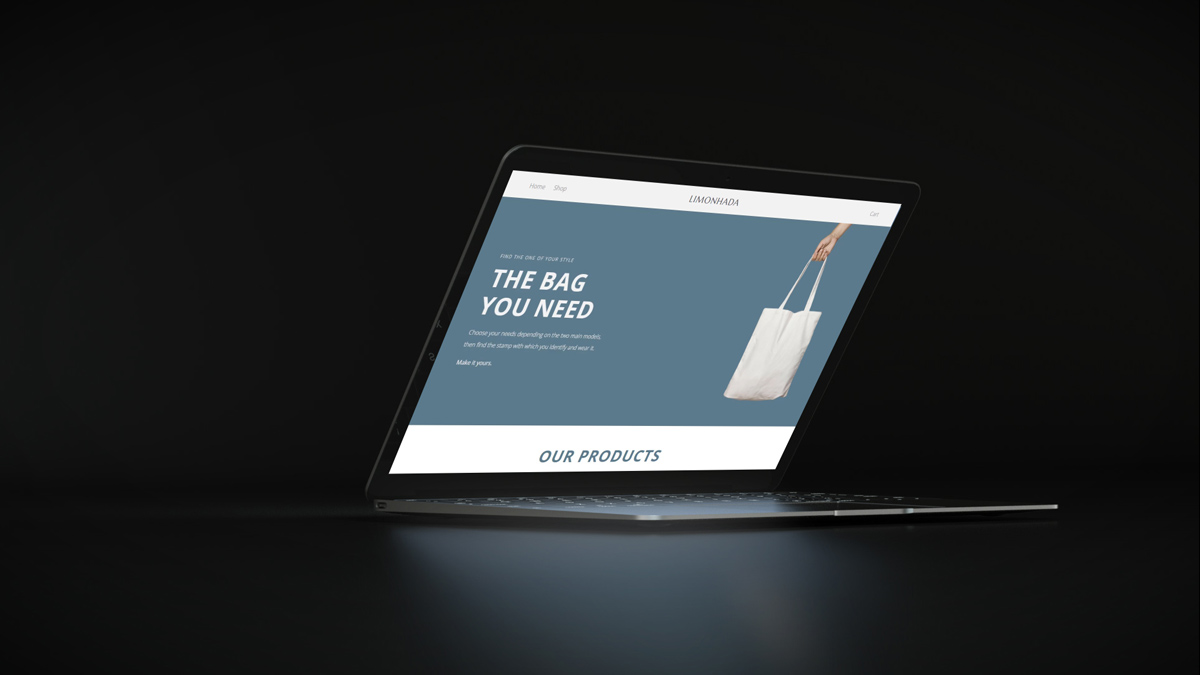 Home Shop
LIMONHADA
Cart
FIND THE ONE OF YOUR STYLE
THE BAG
YOU NEED
Choose your needs depending on the two main models,
then find the stamp with which you identify and wear it.
Make it yours.
OUR PRODUCTS